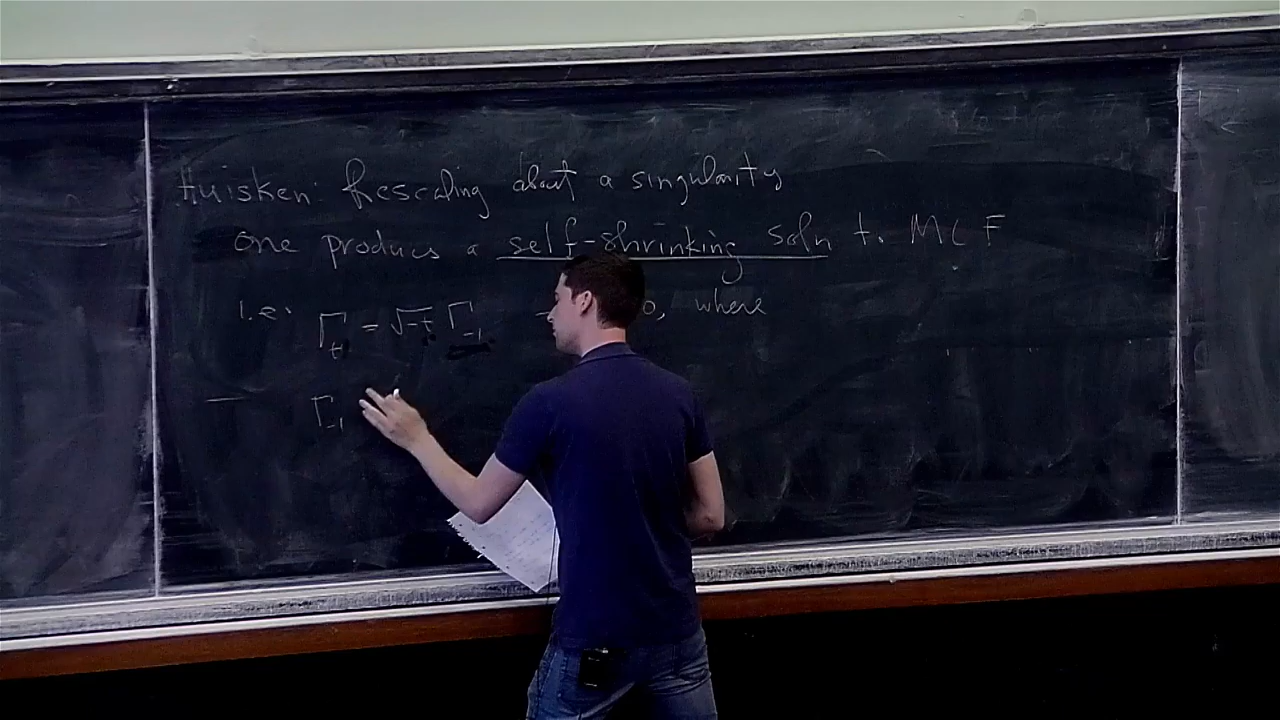 Huisken: Rescaling about a singularity
one produces a self-shrinking soln to MCF
i.e. Γ_t = √-t Γ_-1 0, where
Γ_-1